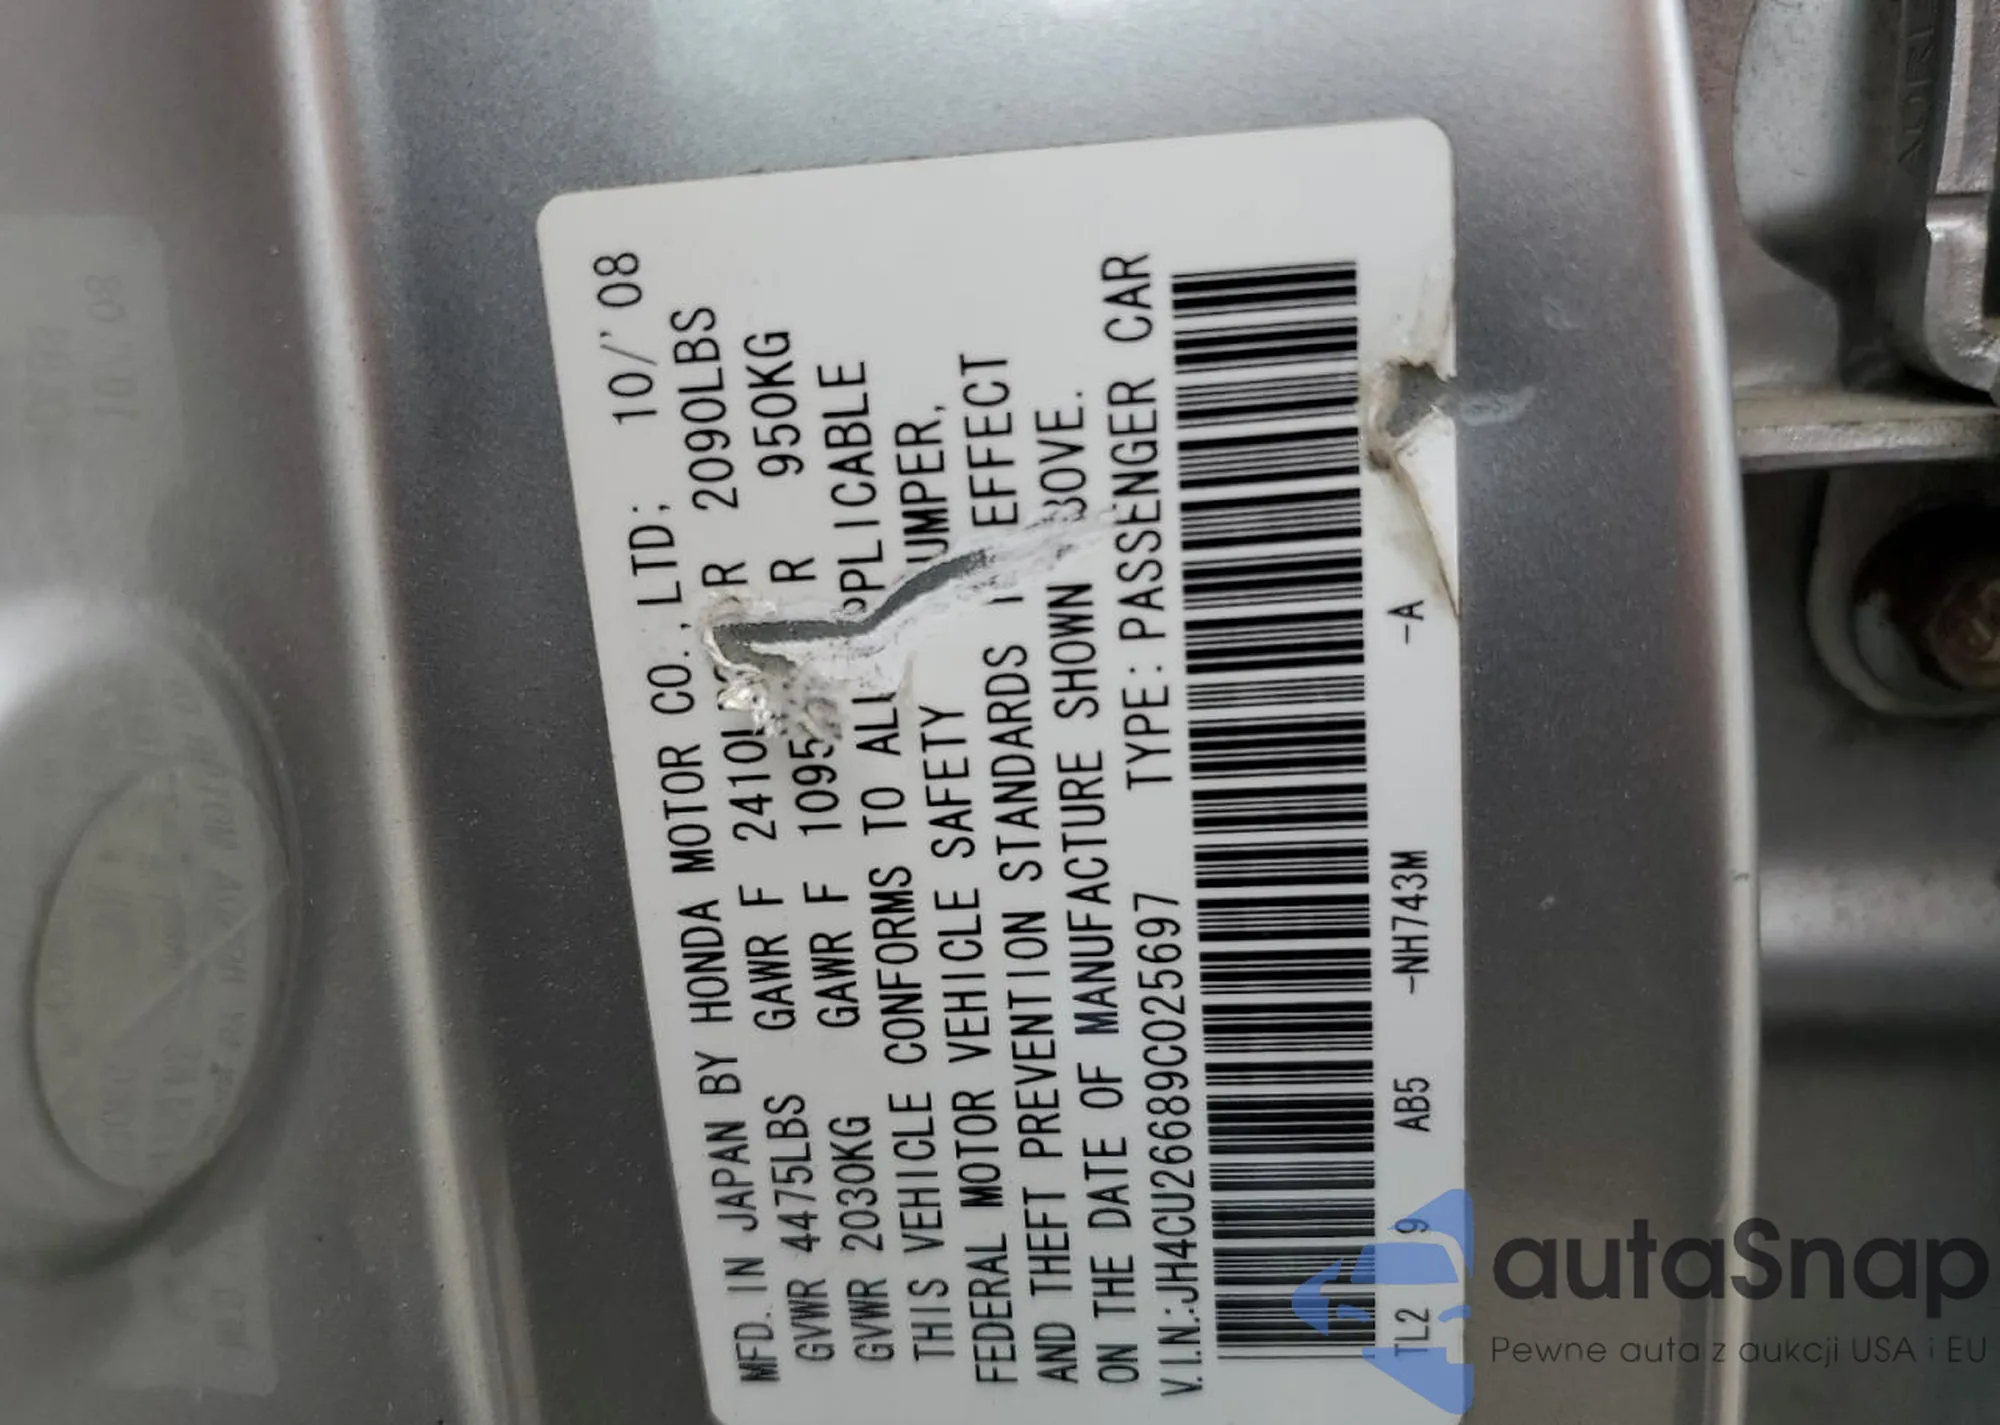 MFD. IN JAPAN BY HONDA MOTOR CO., LTD; 10/'08
GVWR 4475LBS GAWR F 2410L R 2090LBS
GVWR 2030KG GAWR F 1095 R 950KG
THIS VEHICLE CONFORMS TO ALL PPLICABLE
FEDERAL MOTOR VEHICLE SAFETY UMPER,
AND THEFT PREVENTION STANDARDS I EFFECT
ON THE DATE OF MANUFACTURE SHOWN BOVE.
V.I.N.:JH4CU26689C025697 TYPE:PASSENGER CAR
TL2 9 AB5 -NH743M -A
autaSnap
Pewne auta z aukcji USA i EU